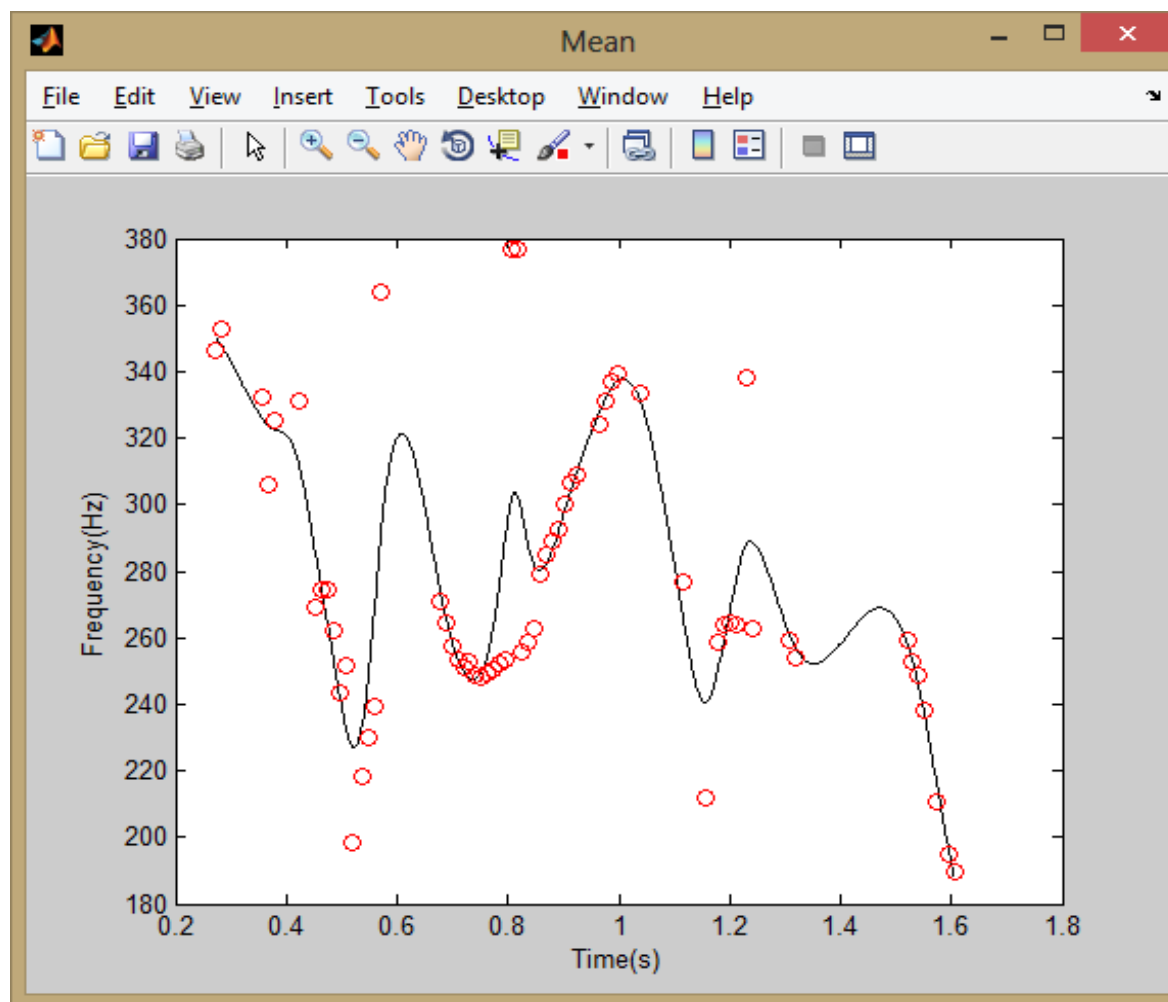 Mean
File Edit View Insert Tools Desktop Window Help
380
360
340
320
300
280
260
240
220
200
180
Frequency(Hz)
0.2 0.4 0.6 0.8 1 1.2 1.4 1.6 1.8
Time(s)